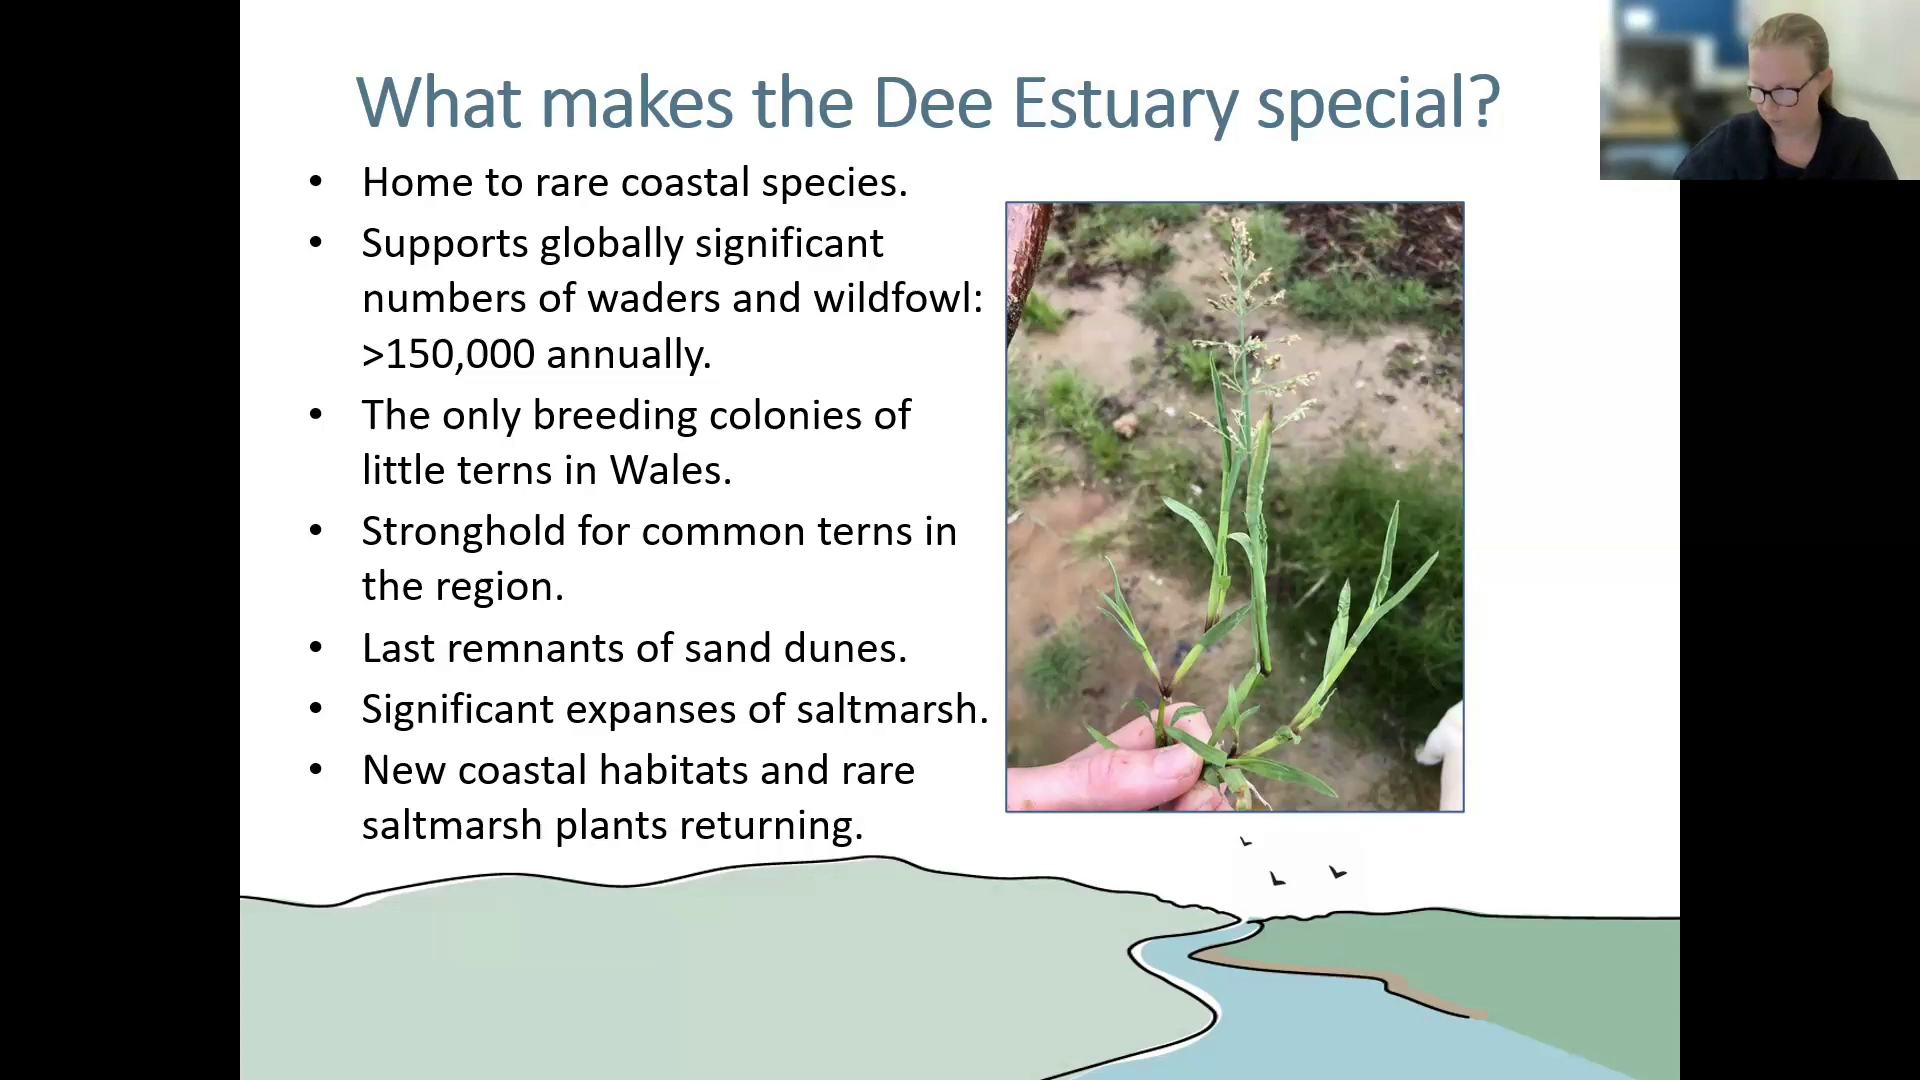 What makes the Dee Estuary special?
• Home to rare coastal species.
• Supports globally significant
numbers of waders and wildfowl:
>150,000 annually.
• The only breeding colonies of
little terns in Wales.
• Stronghold for common terns in
the region.
• Last remnants of sand dunes.
• Significant expanses of saltmarsh.
• New coastal habitats and rare
saltmarsh plants returning.